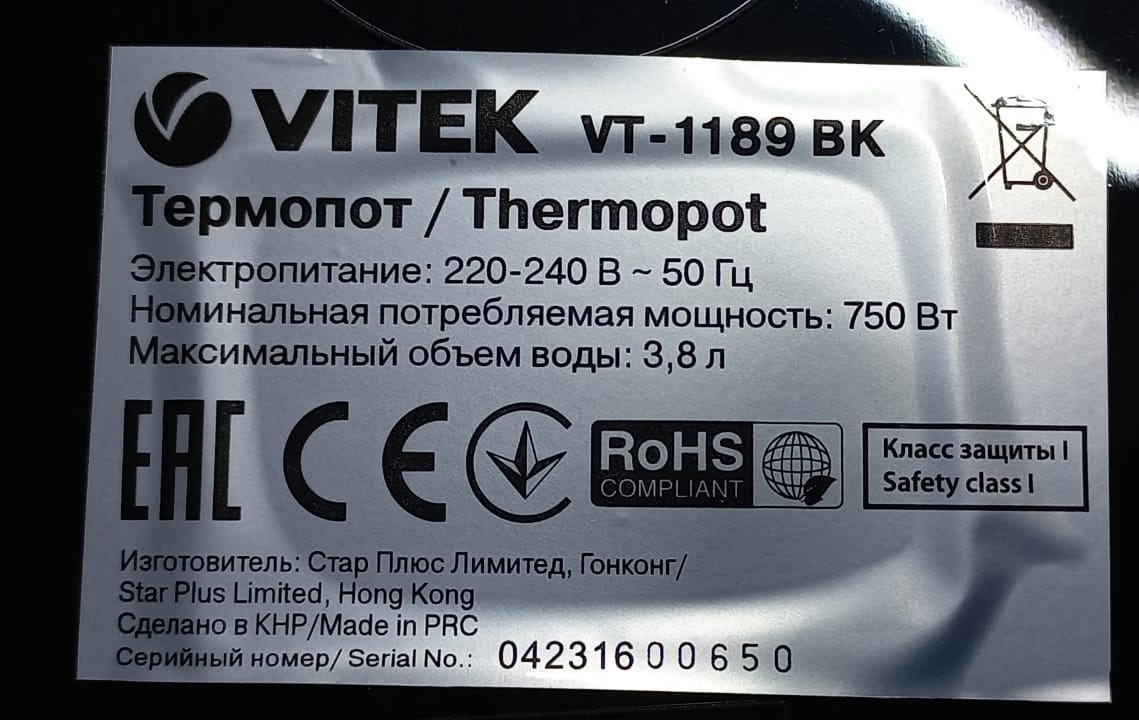 VITEK VT-1189 BK
Термопот / Thermopot
Электропитание: 220-240 В ~ 50 Гц
Номинальная потребляемая мощность: 750 Вт
Максимальный объем воды: 3,8 л
EAC CE RoHS
COMPLIANT
Класс защиты I
Safety class I
Изготовитель: Стар Плюс Лимитед, Гонконг/
Star Plus Limited, Hong Kong
Сделано в КНР/Made in PRC
Серийный номер/ Serial No.: 04231600650